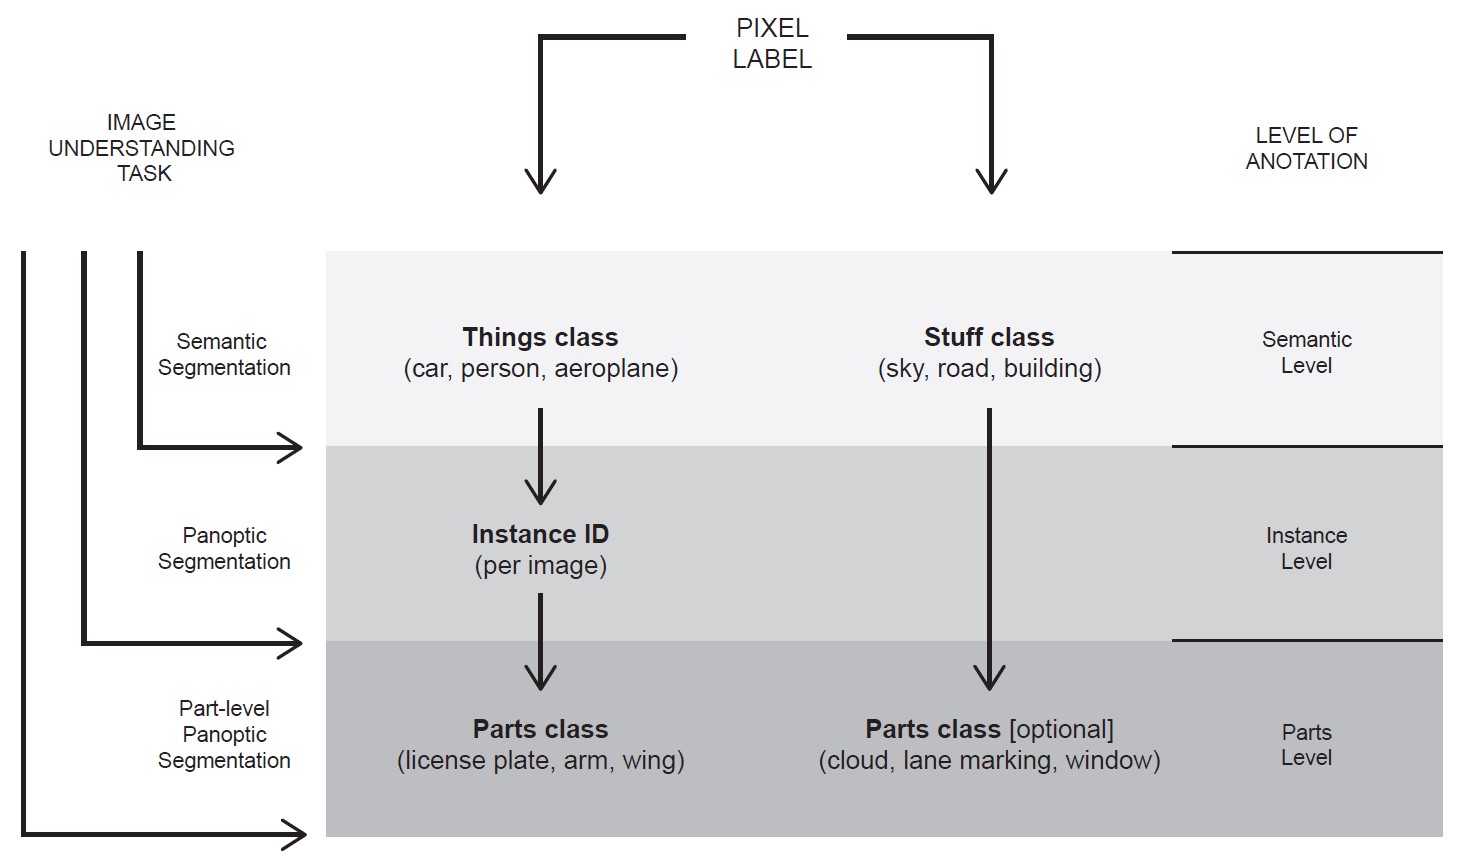 PIXEL
LABEL
IMAGE
UNDERSTANDING
TASK
LEVEL OF
ANOTATION
Semantic
Segmentation
Things class
(car, person, aeroplane)
Stuff class
(sky, road, building)
Semantic
Level
Panoptic
Segmentation
Instance ID
(per image)
Instance
Level
Part-level
Panoptic
Segmentation
Parts class
(license plate, arm, wing)
Parts class [optional]
(cloud, lane marking, window)
Parts
Level